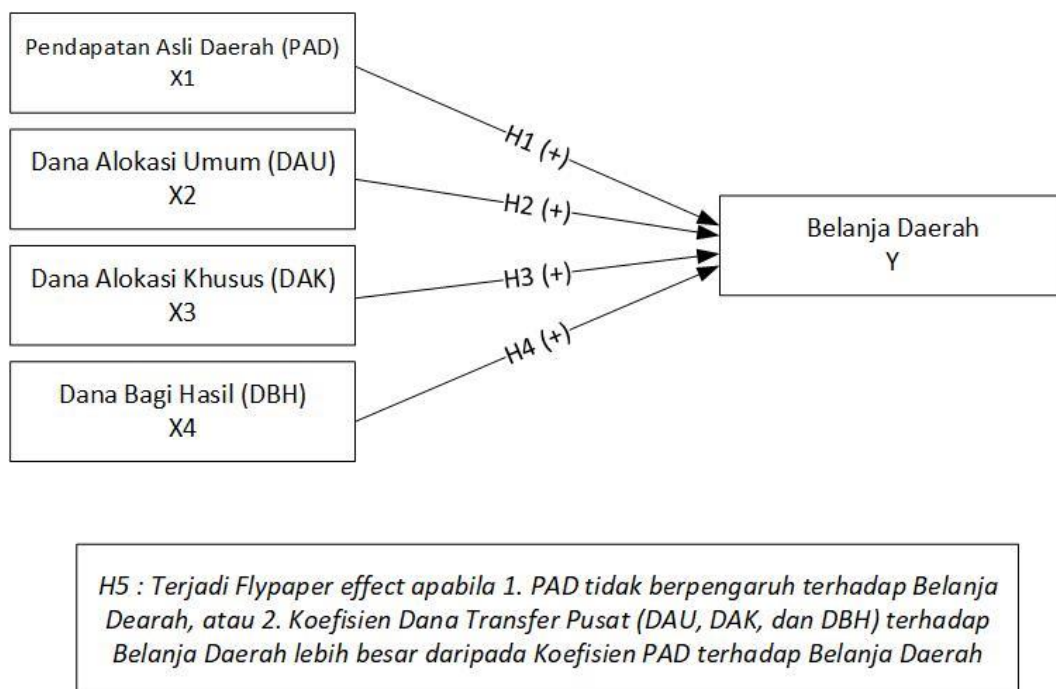 Pendapatan Asli Daerah (PAD)
X1
Dana Alokasi Umum (DAU)
X2
Dana Alokasi Khusus (DAK)
X3
Dana Bagi Hasil (DBH)
X4
H1 (+)
H2 (+)
H3 (+)
H4 (+)
Belanja Daerah
Y
H5 : Terjadi Flypaper effect apabila 1. PAD tidak berpengaruh terhadap Belanja
Dearah, atau 2. Koefisien Dana Transfer Pusat (DAU, DAK, dan DBH) terhadap
Belanja Daerah lebih besar daripada Koefisien PAD terhadap Belanja Daerah